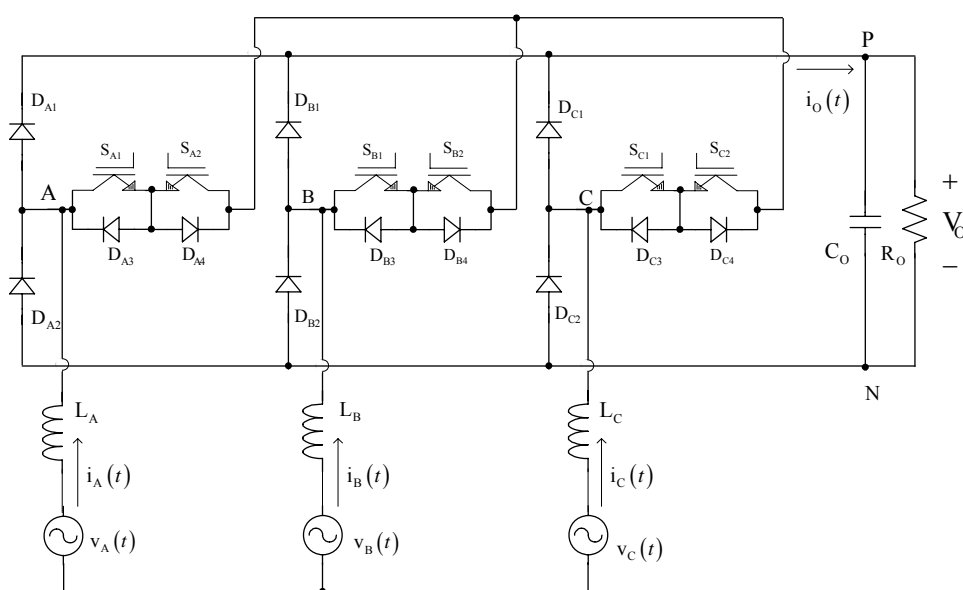 P
i_O(t)
D_A1 D_B1 D_C1
S_A1 S_A2 S_B1 S_B2 S_C1 S_C2
A B C
+
V_O
−
D_A3 D_A4 D_B3 D_B4 D_C3 D_C4
C_O R_O
D_A2 D_B2 D_C2
N
L_A L_B L_C
i_A(t) i_B(t) i_C(t)
v_A(t) v_B(t) v_C(t)